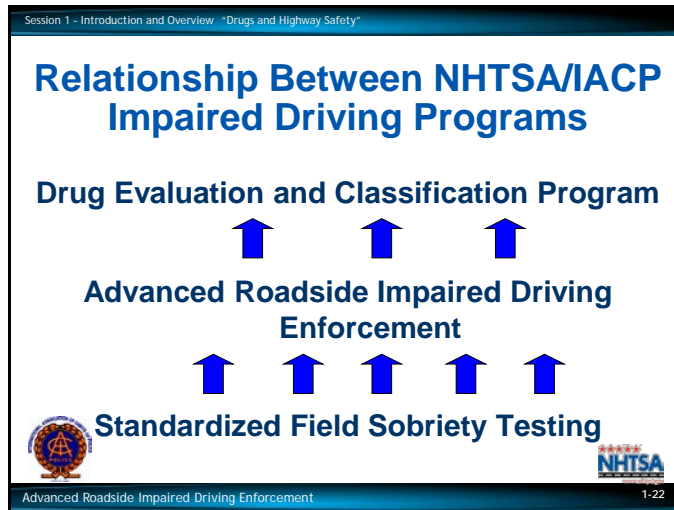 Session 1 - Introduction and Overview "Drugs and Highway Safety"
Relationship Between NHTSA/IACP
Impaired Driving Programs
Drug Evaluation and Classification Program
Advanced Roadside Impaired Driving
Enforcement
Standardized Field Sobriety Testing
POLICE
NHTSA
Advanced Roadside Impaired Driving Enforcement
1-22